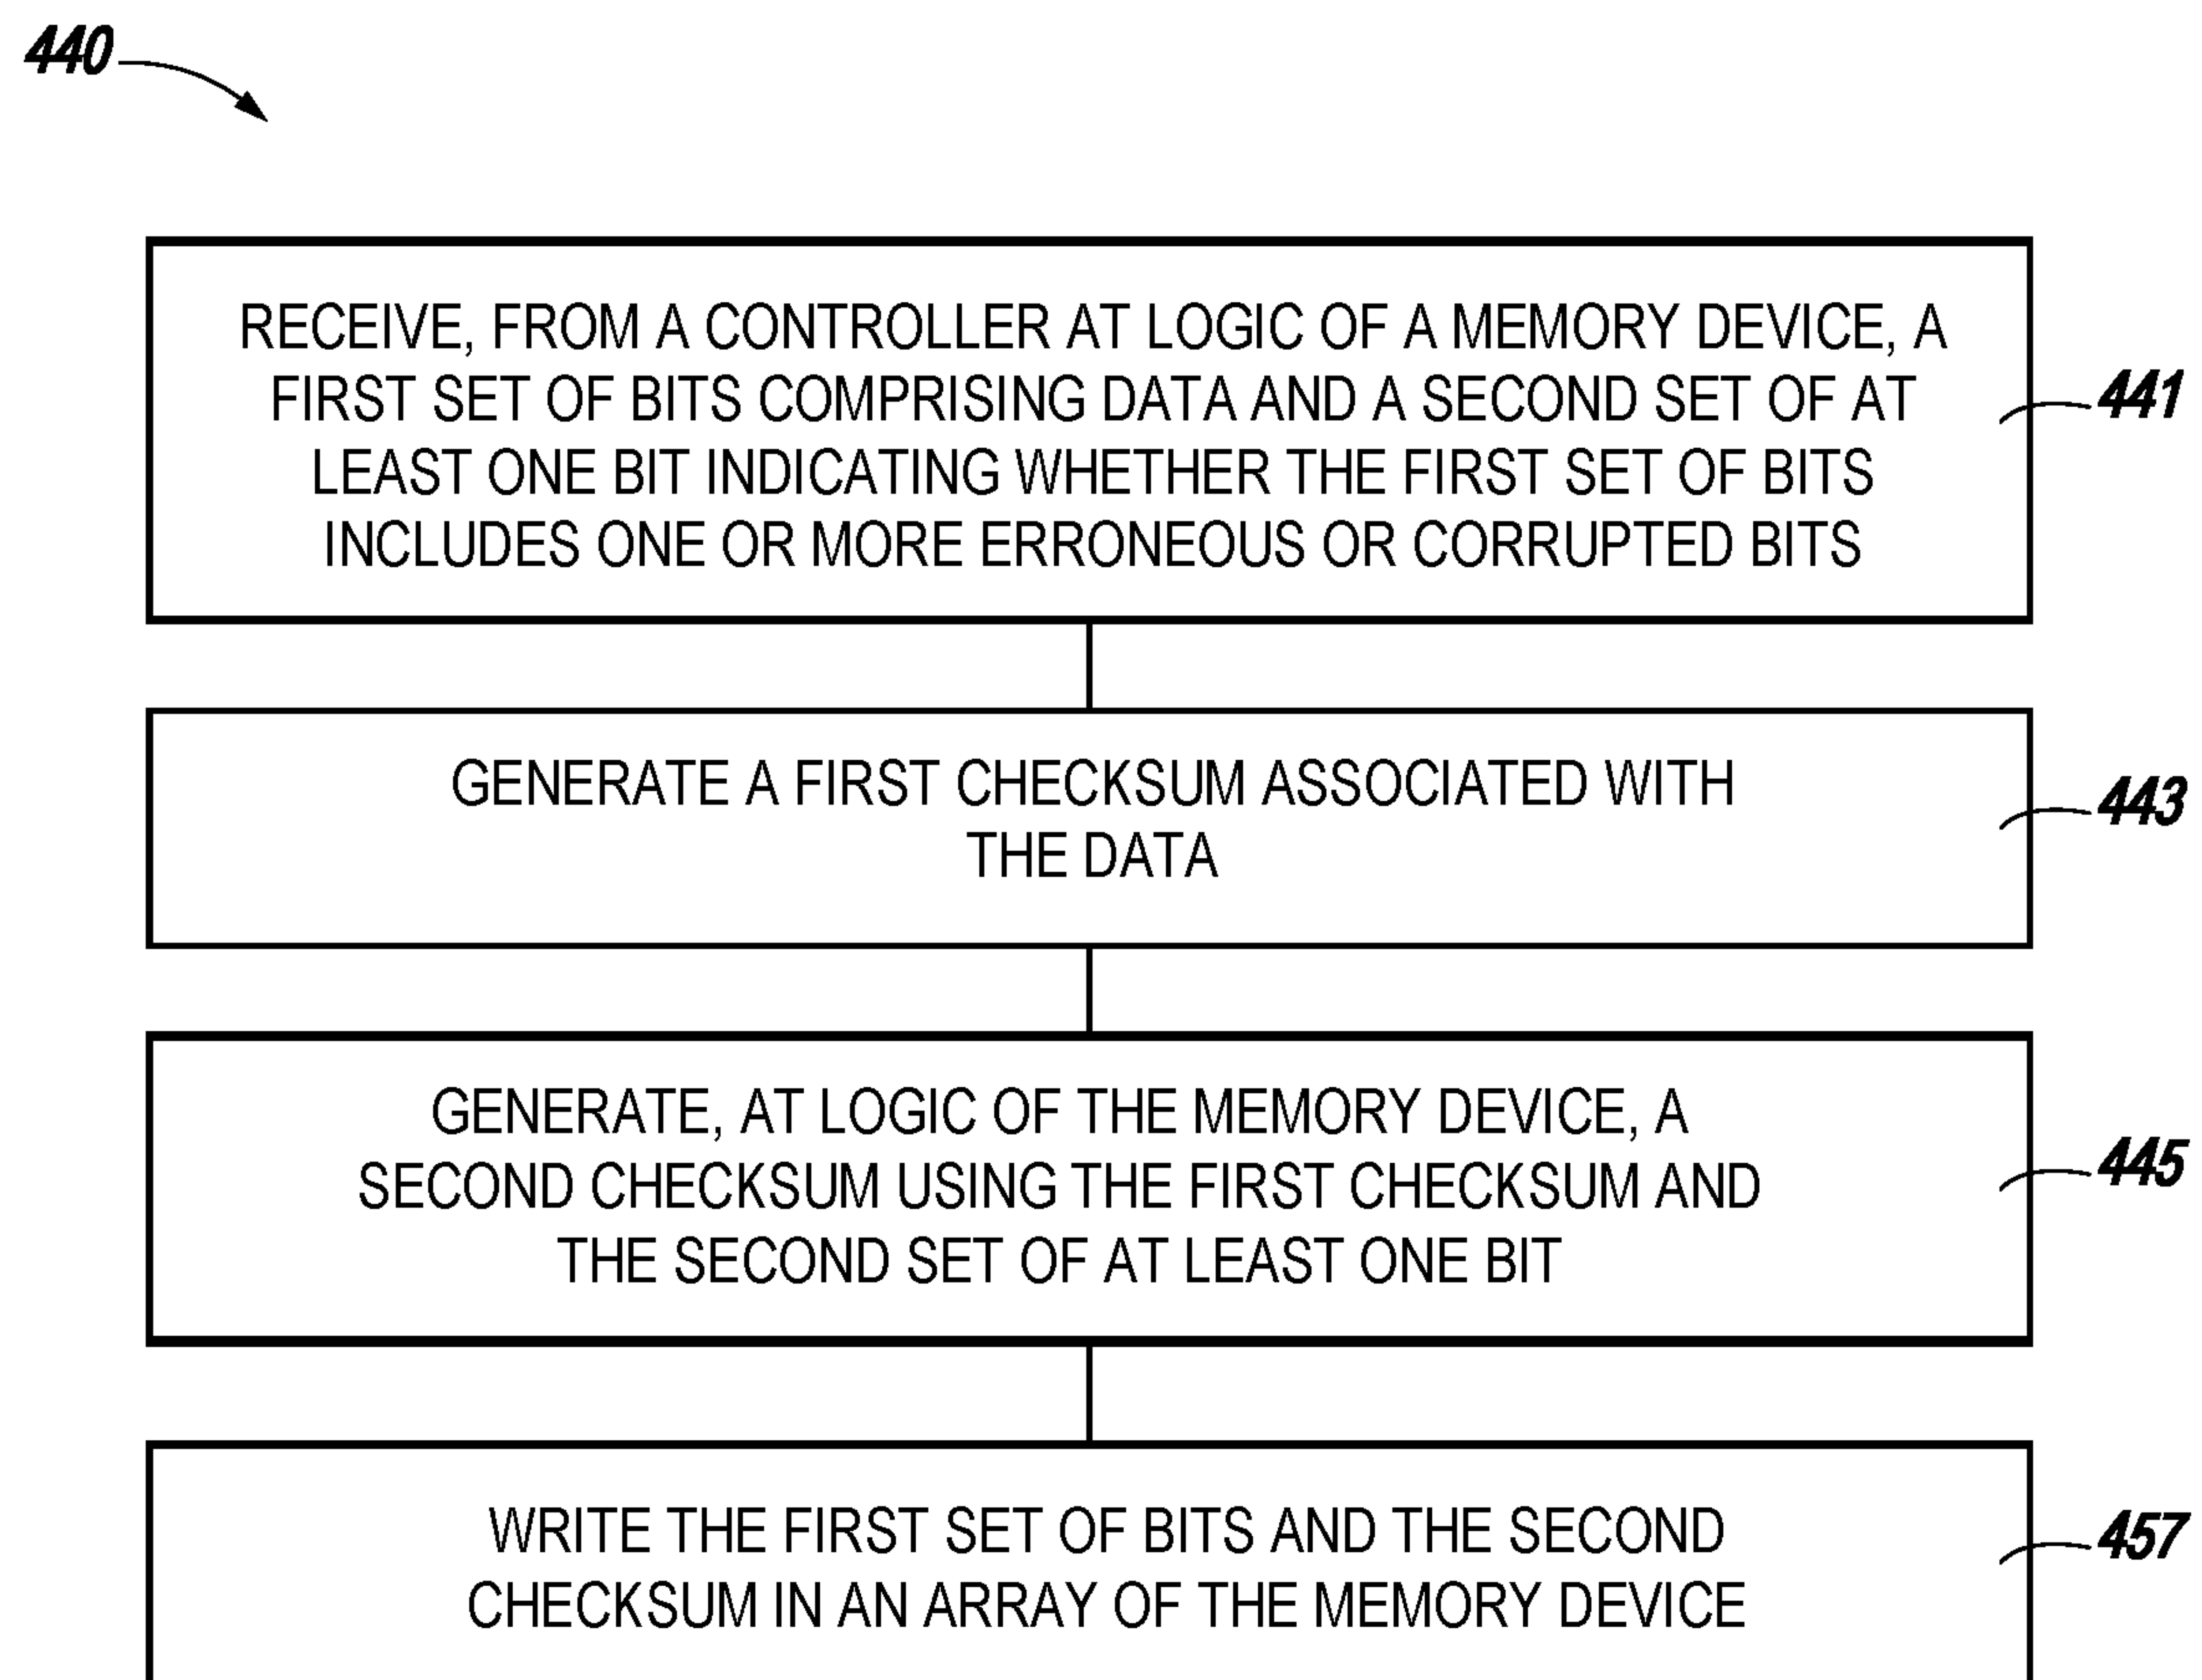 440
RECEIVE, FROM A CONTROLLER AT LOGIC OF A MEMORY DEVICE, A
FIRST SET OF BITS COMPRISING DATA AND A SECOND SET OF AT
LEAST ONE BIT INDICATING WHETHER THE FIRST SET OF BITS
INCLUDES ONE OR MORE ERRONEOUS OR CORRUPTED BITS
441
GENERATE A FIRST CHECKSUM ASSOCIATED WITH
THE DATA
443
GENERATE, AT LOGIC OF THE MEMORY DEVICE, A
SECOND CHECKSUM USING THE FIRST CHECKSUM AND
THE SECOND SET OF AT LEAST ONE BIT
445
WRITE THE FIRST SET OF BITS AND THE SECOND
CHECKSUM IN AN ARRAY OF THE MEMORY DEVICE
457